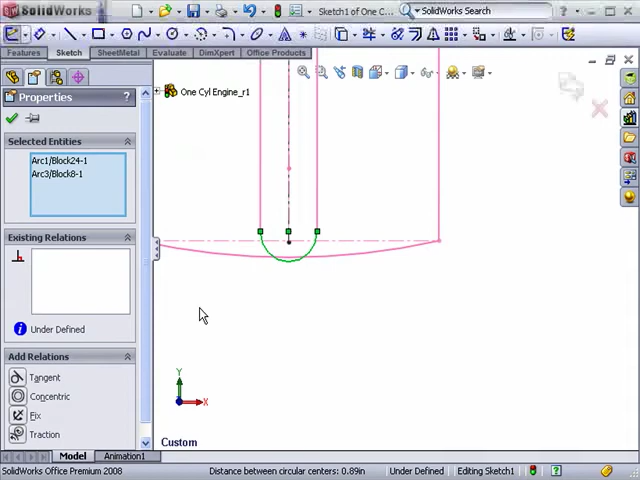 SolidWorks
Sketch1 of One C...
SolidWorks Search
Features
Sketch
SheetMetal
Evaluate
DimXpert
Office Products
Properties
?
One Cyl Engine_r1
Selected Entities
Arc1/Block24-1
Arc3/Block8-1
Existing Relations
Under Defined
Add Relations
Tangent
Concentric
Fix
Traction
Y
X
Custom
Model
Animation1
SolidWorks Office Premium 2008
Distance between circular centers: 0.89in
Under Defined
Editing Sketch1
?